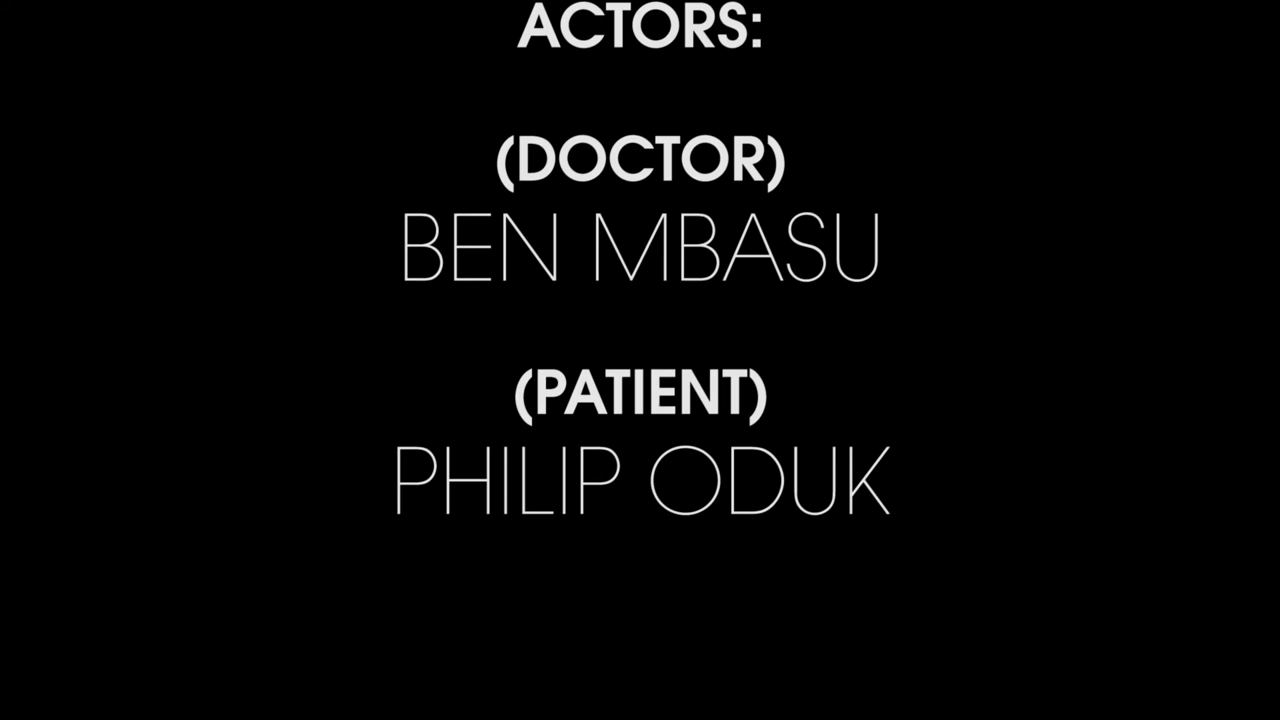 ACTORS:
(DOCTOR)
BEN MBASU
(PATIENT)
PHILIP ODUK